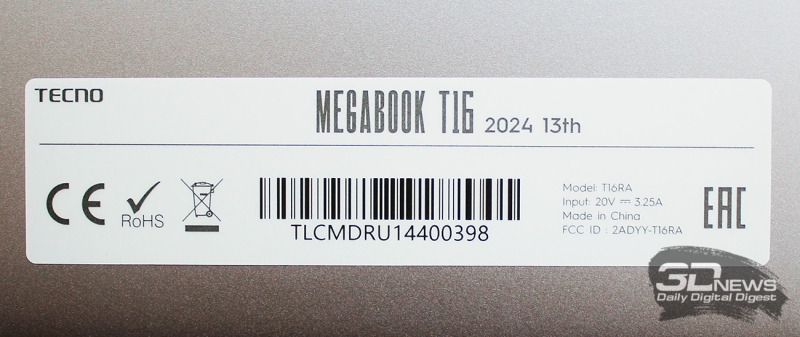 TECNO
MEGABOOK T16 2024 13th
CE
RoHS
TLCMDRU14400398
Model: T16RA
Input: 20V ⎓ 3.25A
Made in China
FCC ID : 2ADYY-T16RA
EAC
3DNEWS
Daily Digital Digest